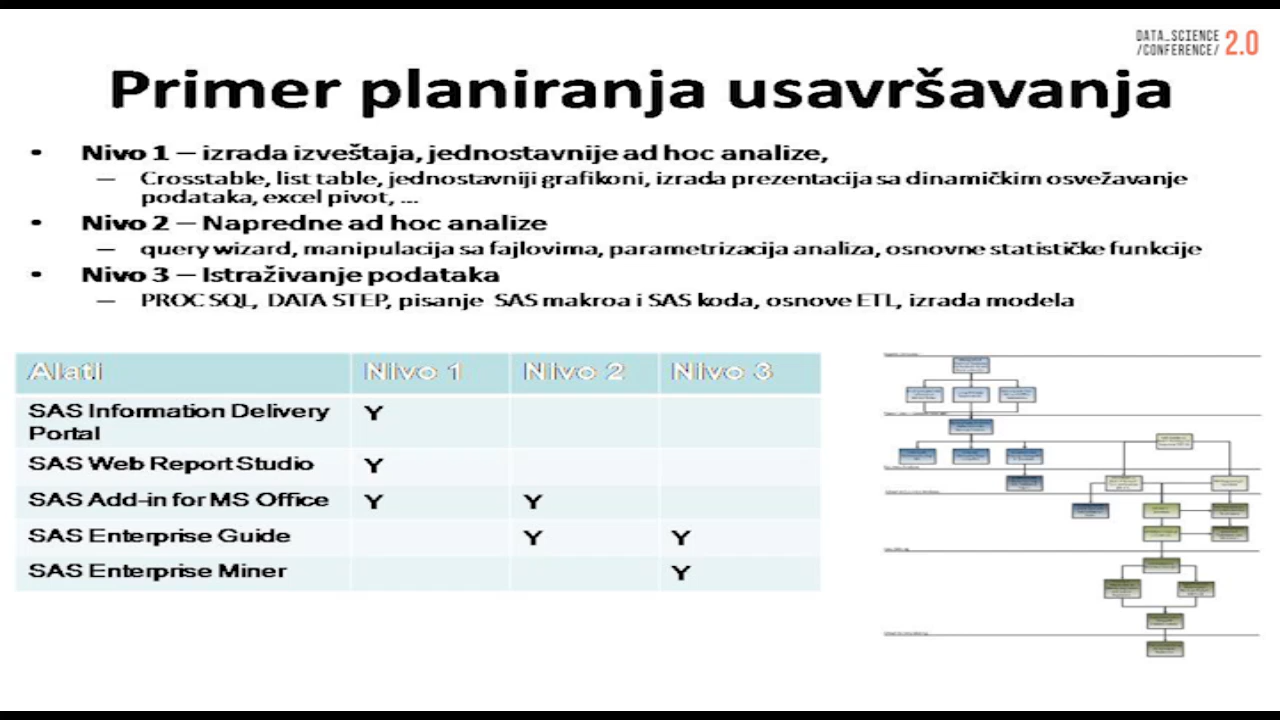 DATA_SCIENCE
/CONFERENCE/ 2.0
Primer planiranja usavršavanja
• Nivo 1 – izrada izveštaja, jednostavnije ad hoc analize,
– Crosstable, list table, jednostavniji grafikoni, izrada prezentacija sa dinamičkim osvežavanje
podataka, excel pivot, ...
• Nivo 2 – Napredne ad hoc analize
– query wizard, manipulacija sa fajlovima, parametrizacija analiza, osnovne statističke funkcije
• Nivo 3 – Istraživanje podataka
– PROC SQL, DATA STEP, pisanje SAS makroa i SAS koda, osnove ETL, izrada modela
Alati Nivo 1 Nivo 2 Nivo 3
SAS Information Delivery
Portal Y
SAS Web Report Studio Y
SAS Add-in for MS Office Y Y
SAS Enterprise Guide Y Y
SAS Enterprise Miner Y